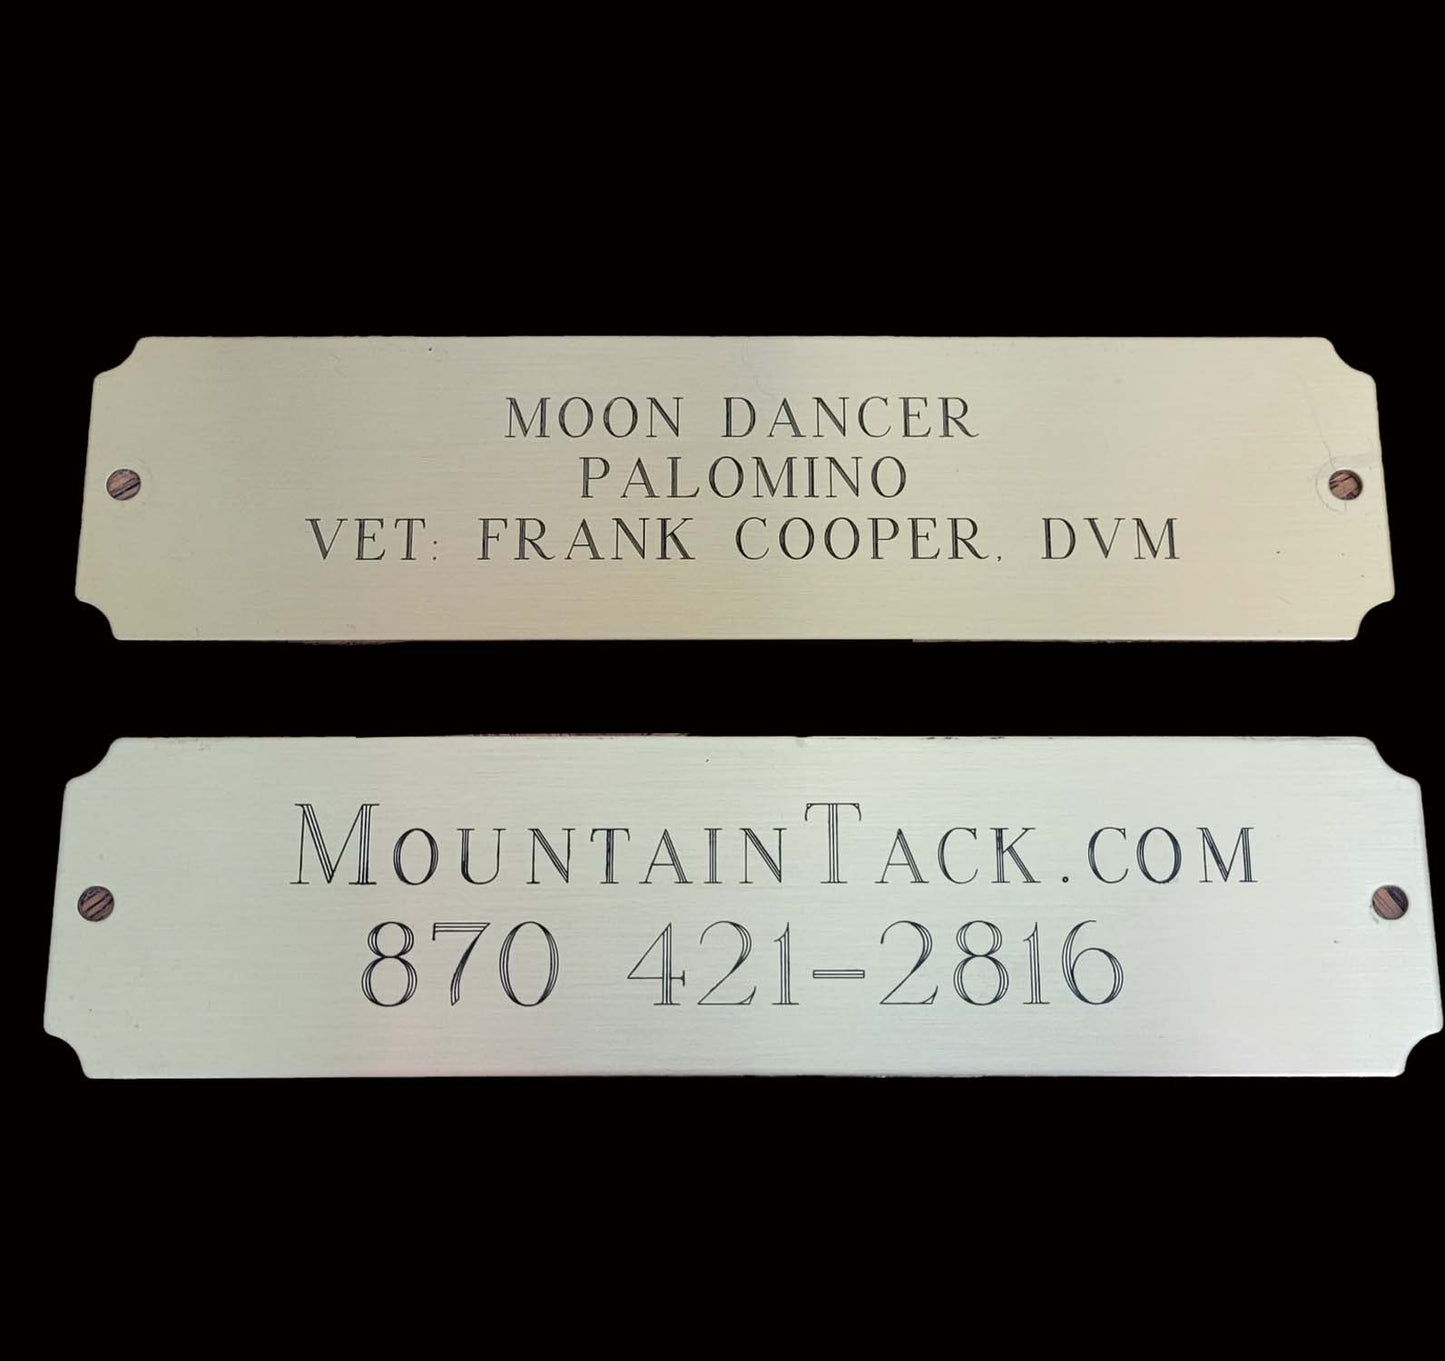 MOON DANCER
PALOMINO
VET: FRANK COOPER, DVM
MOUNTAINTACK.COM
870 421-2816